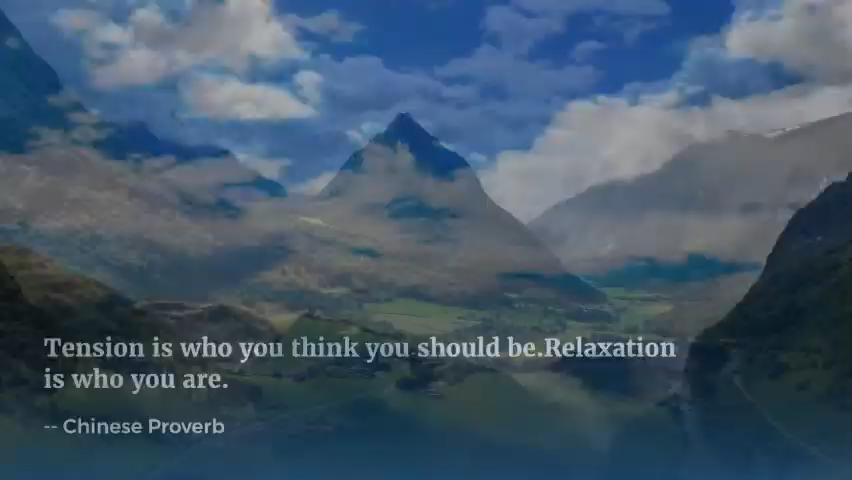 Tension is who you think you should be.Relaxation
is who you are.
-- Chinese Proverb